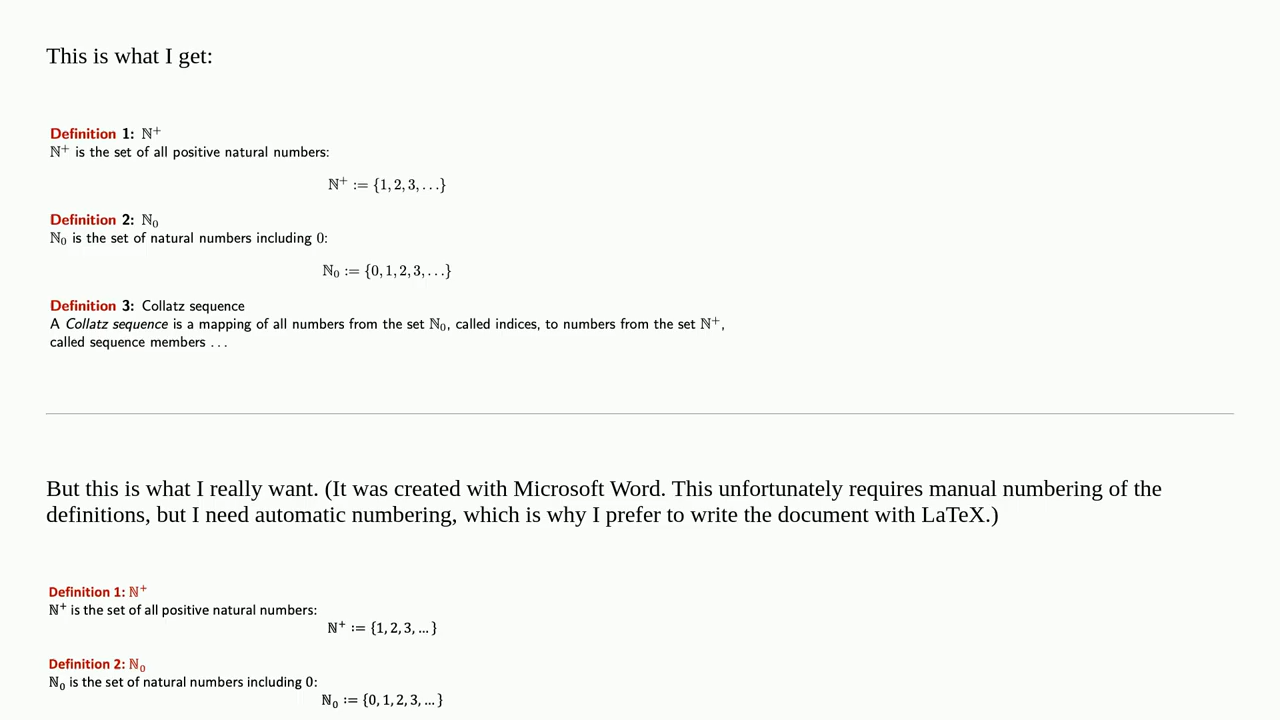 This is what I get:
Definition 1: ℕ⁺
ℕ⁺ is the set of all positive natural numbers:
ℕ⁺ := {1, 2, 3, . . .}
Definition 2: ℕ₀
ℕ₀ is the set of natural numbers including 0:
ℕ₀ := {0, 1, 2, 3, . . .}
Definition 3: Collatz sequence
A Collatz sequence is a mapping of all numbers from the set ℕ₀, called indices, to numbers from the set ℕ⁺,
called sequence members . . .
But this is what I really want. (It was created with Microsoft Word. This unfortunately requires manual numbering of the
definitions, but I need automatic numbering, which is why I prefer to write the document with LaTeX.)
Definition 1: ℕ⁺
ℕ⁺ is the set of all positive natural numbers:
ℕ⁺ := {1, 2, 3, … }
Definition 2: ℕ₀
ℕ₀ is the set of natural numbers including 0:
ℕ₀ := {0, 1, 2, 3, … }